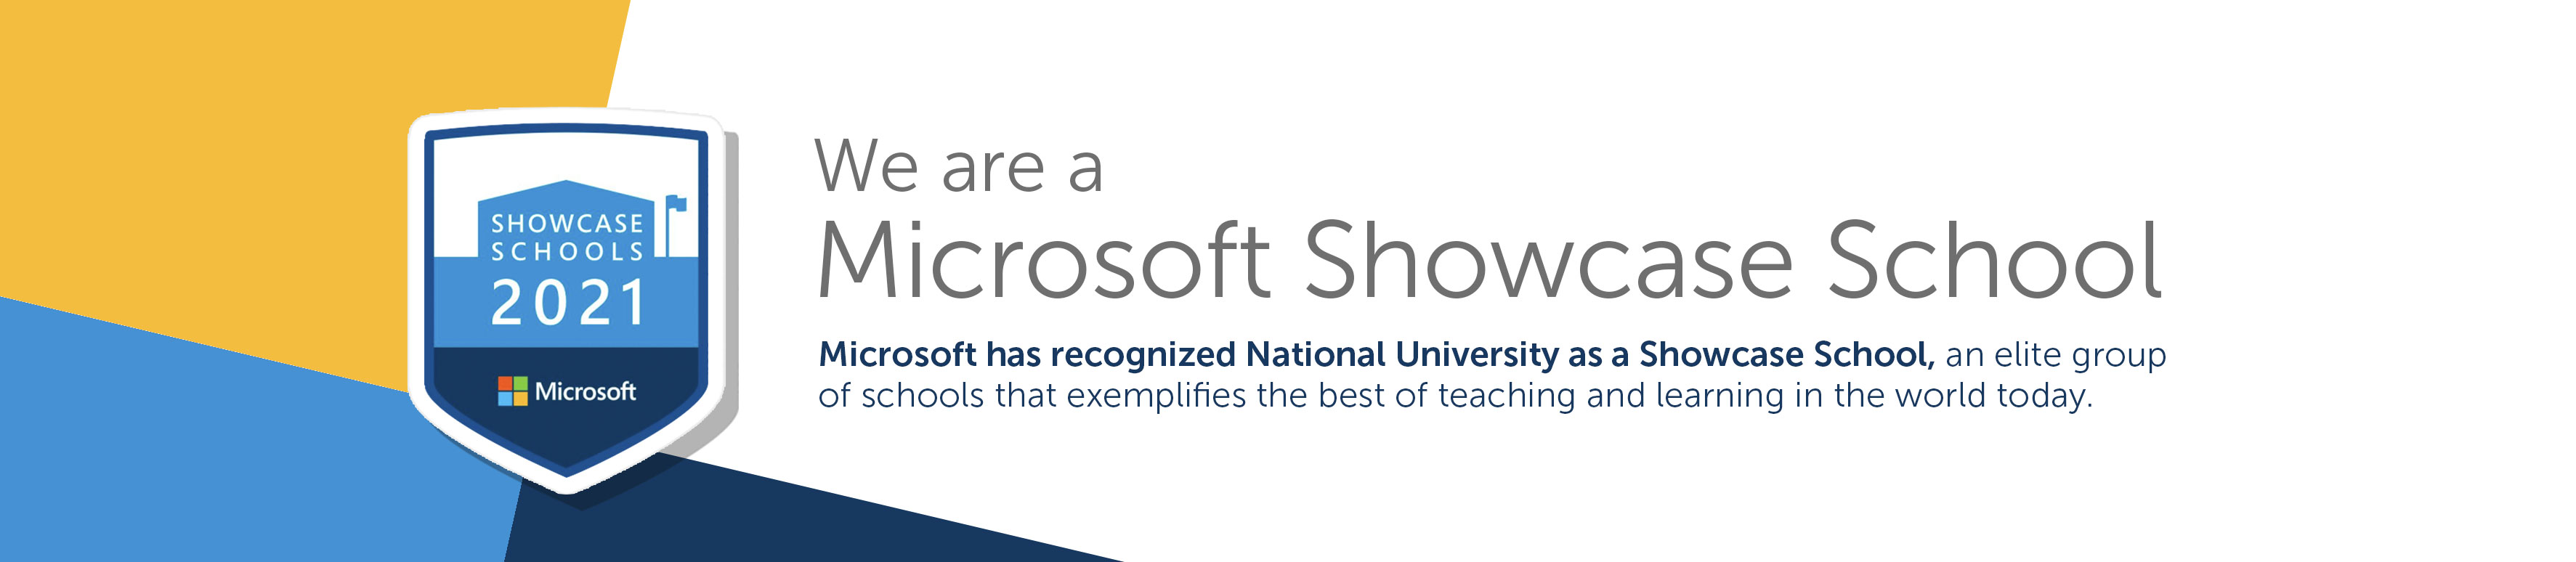 SHOWCASE
SCHOOLS
2021
Microsoft
We are a
Microsoft Showcase School
Microsoft has recognized National University as a Showcase School, an elite group
of schools that exemplifies the best of teaching and learning in the world today.